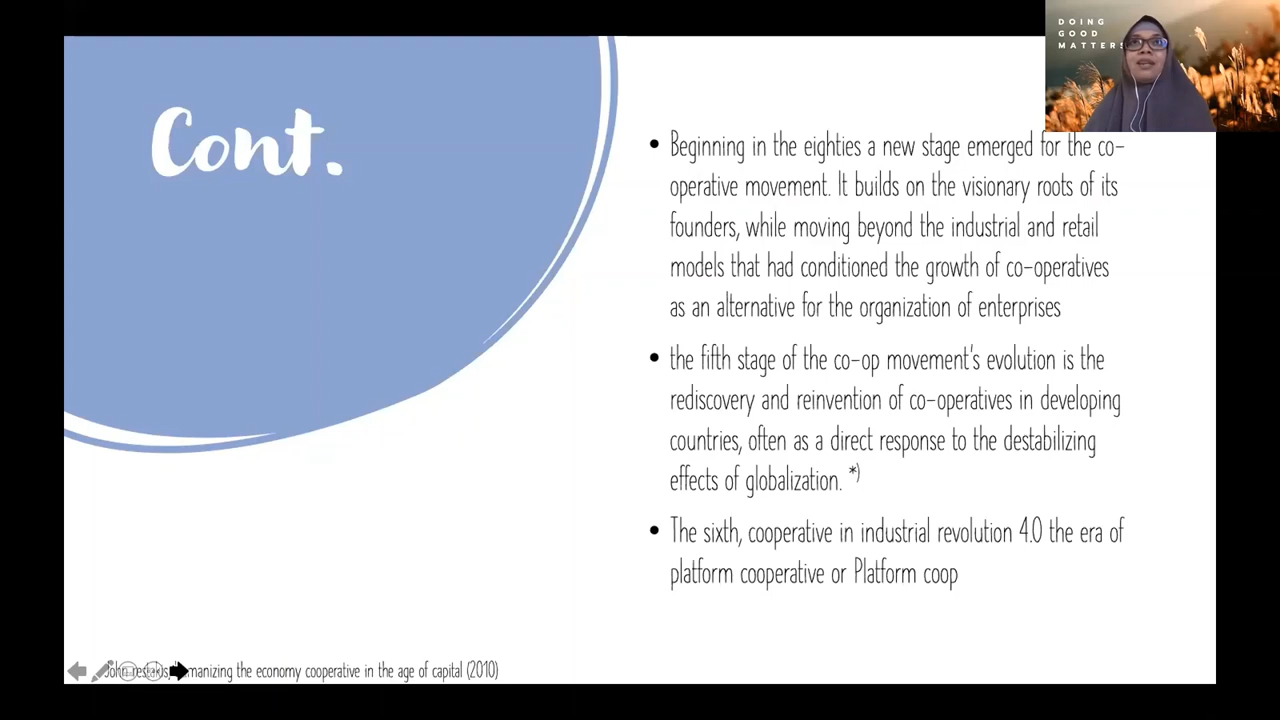 DOING
GOOD
MATTERS
Cont.
• Beginning in the eighties a new stage emerged for the co-
operative movement. It builds on the visionary roots of its
founders, while moving beyond the industrial and retail
models that had conditioned the growth of co-operatives
as an alternative for the organization of enterprises
• the fifth stage of the co-op movement's evolution is the
rediscovery and reinvention of co-operatives in developing
countries, often as a direct response to the destabilizing
effects of globalization. *)
• The sixth, cooperative in industrial revolution 4.0 the era of
platform cooperative or Platform coop
John the economy cooperative in the age of capital (2010)